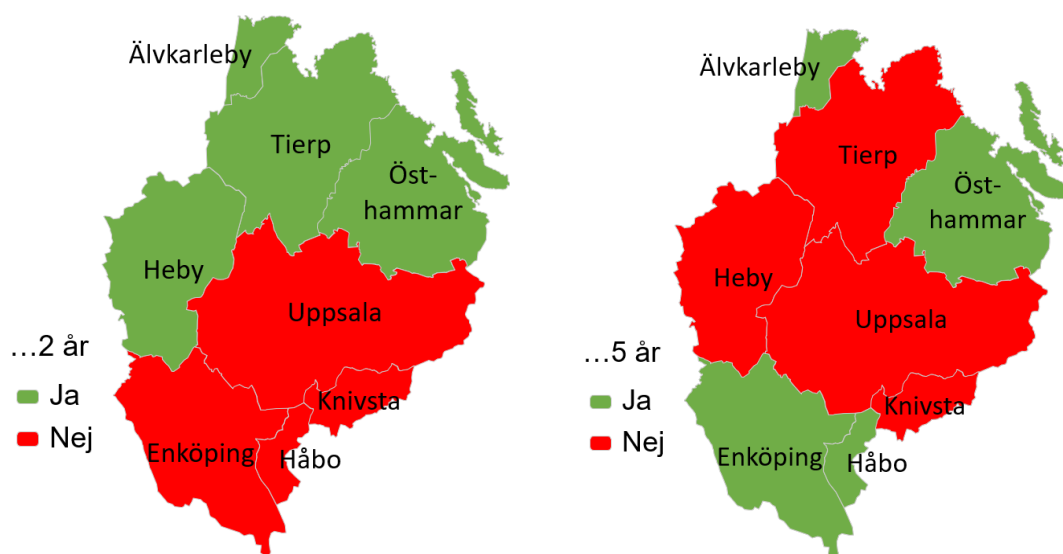 Älvkarleby
Tierp
Öst-
hammar
Heby
Uppsala
...2 år
Ja
Nej
Knivsta
Enköping
Håbo
Älvkarleby
Tierp
Öst-
hammar
Heby
Uppsala
...5 år
Ja
Nej
Knivsta
Enköping
Håbo